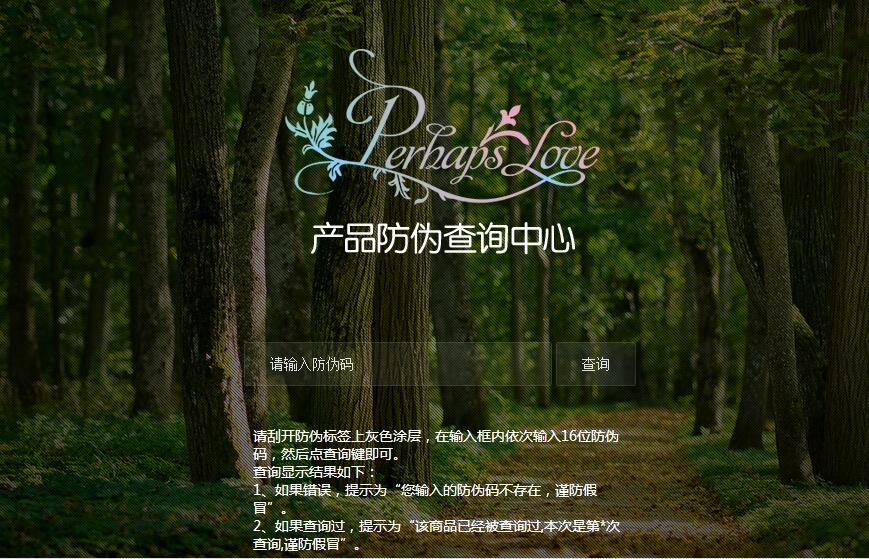 Perhaps Love
产品防伪查询中心
请输入防伪码
查询
请刮开防伪标签上灰色涂层，在输入框内依次输入16位防伪
码，然后点查询键即可。
查询显示结果如下：
1、如果错误，提示为“您输入的防伪码不存在，谨防假
冒”。
2、如果查询过，提示为“该商品已经被查询过,本次是第*次
查询,谨防假冒”。